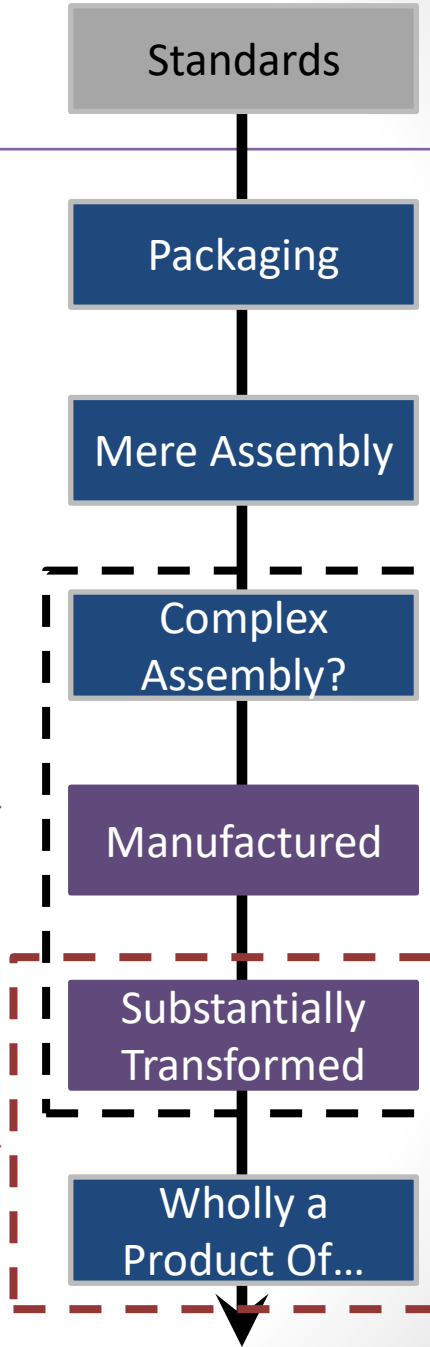 Standards
Packaging
Mere Assembly
Complex
Assembly?
Manufactured
Substantially
Transformed
Wholly a
Product Of…